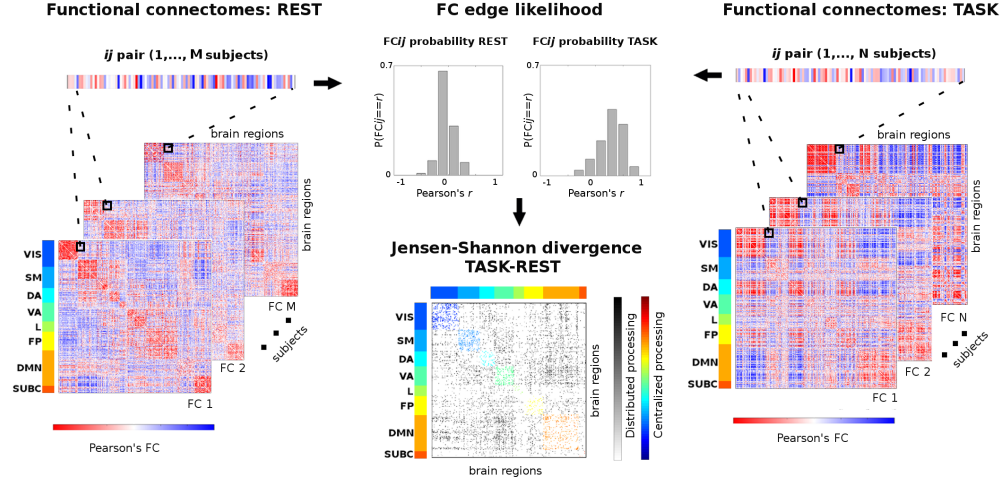 Functional connectomes: REST
ij pair (1,..., M subjects)
brain regions
brain regions
VIS
SM
DA
VA
L
FP
DMN
SUBC
FC 1
FC 2
FC M
subjects
Pearson's FC
FC edge likelihood
FCij probability REST
0.7
P(FCij==r)
0
-1
0
1
Pearson's r
FCij probability TASK
0.7
P(FCij==r)
0
-1
0
1
Pearson's r
Jensen-Shannon divergence
TASK-REST
VIS
SM
DA
VA
L
FP
DMN
SUBC
brain regions
brain regions
Distributed processing
Centralized processing
Functional connectomes: TASK
ij pair (1,..., N subjects)
brain regions
brain regions
VIS
SM
DA
VA
L
FP
DMN
SUBC
FC 1
FC 2
FC N
subjects
Pearson's FC